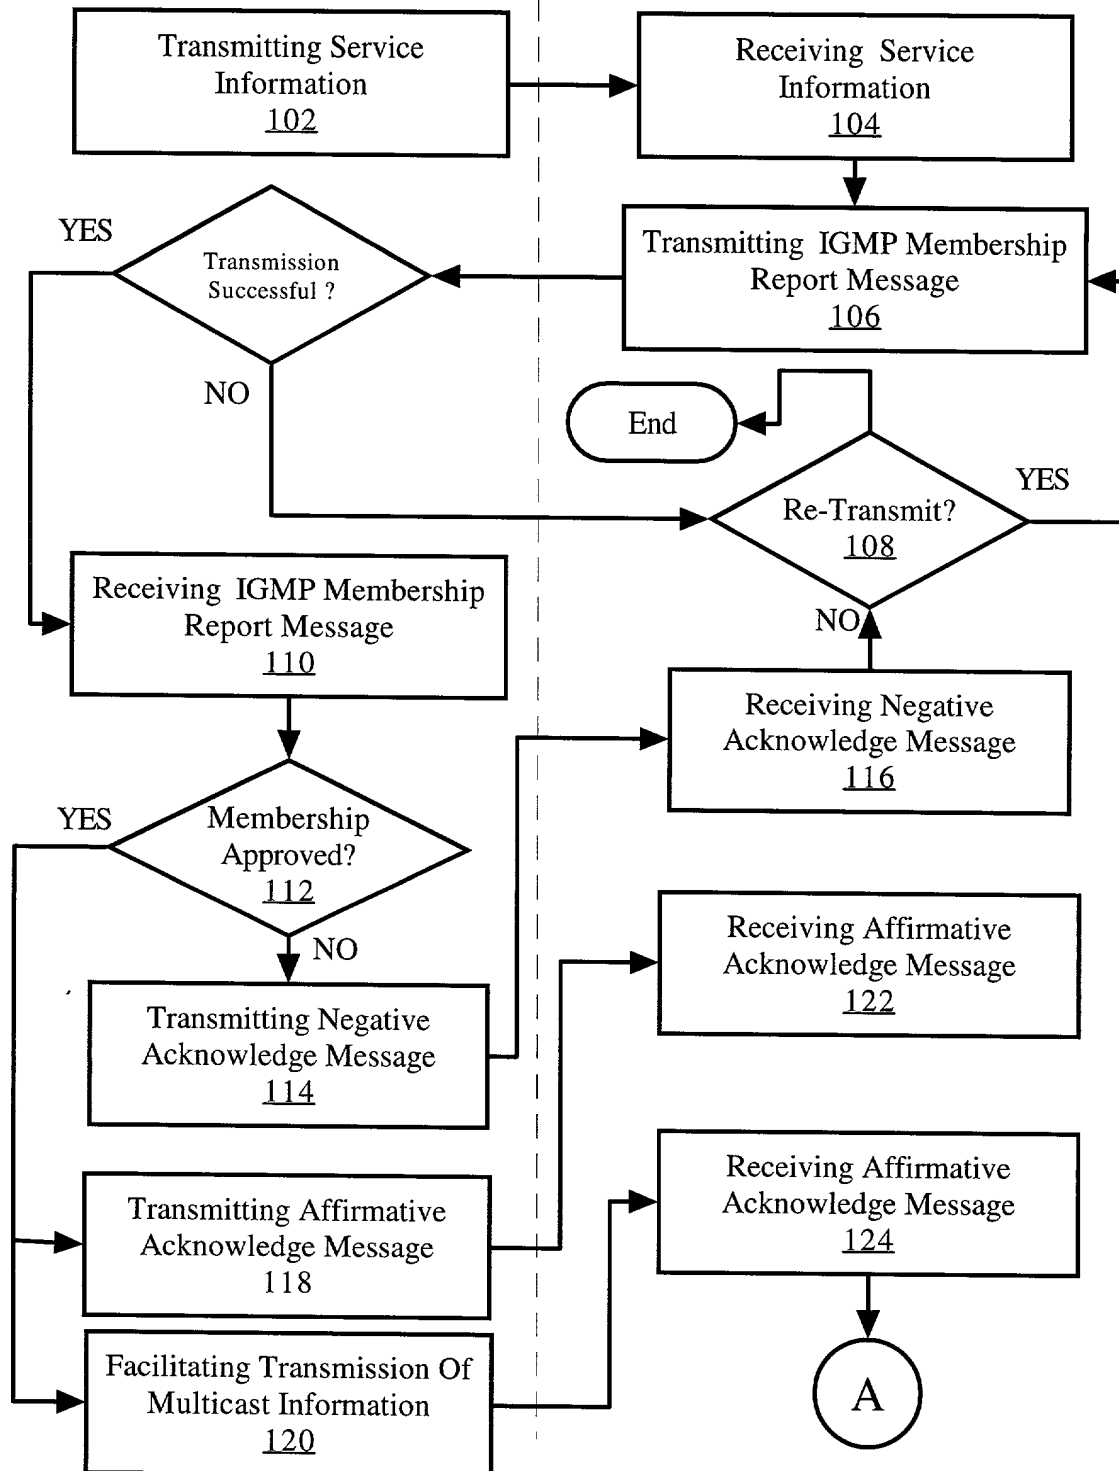 Transmitting Service
Information
102
Receiving Service
Information
104
YES
Transmission
Successful ?
NO
Transmitting IGMP Membership
Report Message
106
End
Re-Transmit?
108
YES
NO
Receiving IGMP Membership
Report Message
110
Receiving Negative
Acknowledge Message
116
YES
Membership
Approved?
112
NO
Receiving Affirmative
Acknowledge Message
122
Transmitting Negative
Acknowledge Message
114
Receiving Affirmative
Acknowledge Message
124
Transmitting Affirmative
Acknowledge Message
118
Facilitating Transmission Of
Multicast Information
120
A